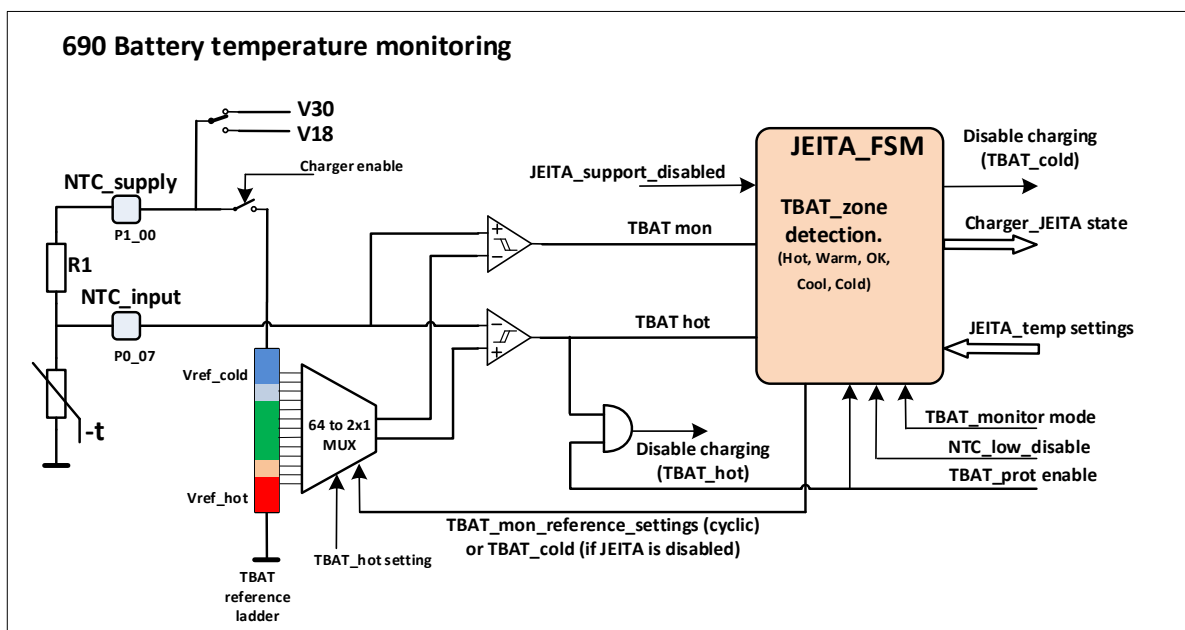 690 Battery temperature monitoring
V30
V18
Charger enable
NTC_supply
P1_00
R1
NTC_input
P0_07
-t
Vref_cold
Vref_hot
64 to 2x1
MUX
TBAT
reference
ladder
TBAT_hot setting
+
−
TBAT mon
−
+
TBAT hot
JEITA_support_disabled
JEITA_FSM
TBAT_zone
detection.
(Hot, Warm, OK,
Cool, Cold)
Disable charging
(TBAT_cold)
Charger_JEITA state
JEITA_temp settings
TBAT_monitor mode
NTC_low_disable
TBAT_prot enable
Disable charging
(TBAT_hot)
TBAT_mon_reference_settings (cyclic)
or TBAT_cold (if JEITA is disabled)